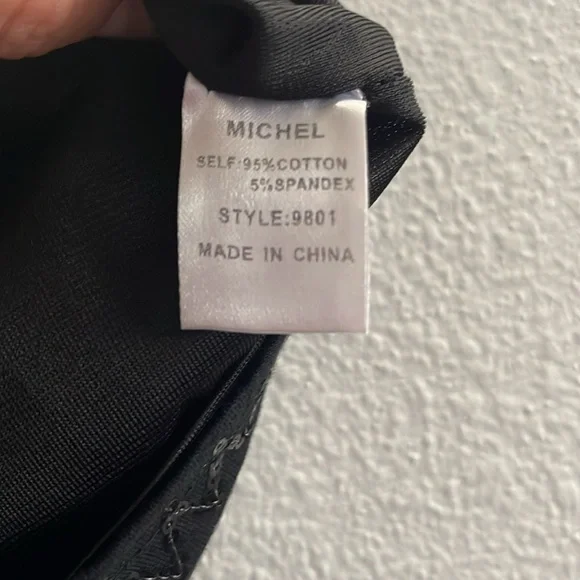 MICHEL
SELF:95%COTTON
5%SPANDEX
STYLE:9801
MADE IN CHINA